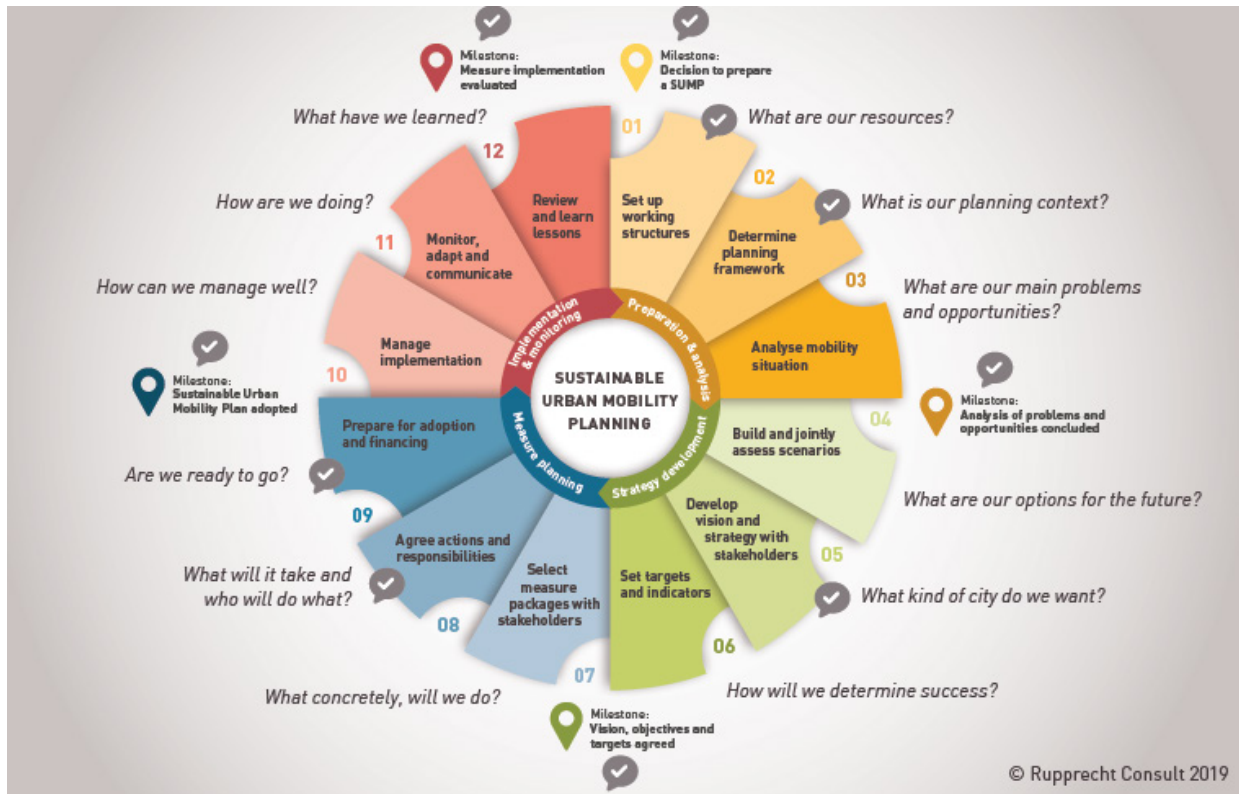 Milestone:
Measure implementation
evaluated
Milestone:
Decision to prepare
a SUMP
What have we learned?
What are our resources?
12
01
Review
and learn
lessons
Set up
working
structures
02
What is our planning context?
Determine
planning
framework
03
What are our main problems
and opportunities?
Analyse mobility
situation
Milestone:
Analysis of problems and
opportunities concluded
04
Build and jointly
assess scenarios
What are our options for the future?
05
Develop
vision and
strategy with
stakeholders
What kind of city do we want?
06
Set targets
and indicators
How will we determine success?
Milestone:
Vision, objectives and
targets agreed
07
Select
measure
packages with
stakeholders
What concretely, will we do?
08
Agree actions and
responsibilities
What will it take and
who will do what?
09
Prepare for adoption
and financing
Are we ready to go?
Milestone:
Sustainable Urban
Mobility Plan adopted
10
Manage
implementation
How can we manage well?
11
Monitor,
adapt and
communicate
How are we doing?
Implementation
& monitoring
Preparation & analysis
Strategy development
Measure planning
SUSTAINABLE
URBAN MOBILITY
PLANNING
© Rupprecht Consult 2019